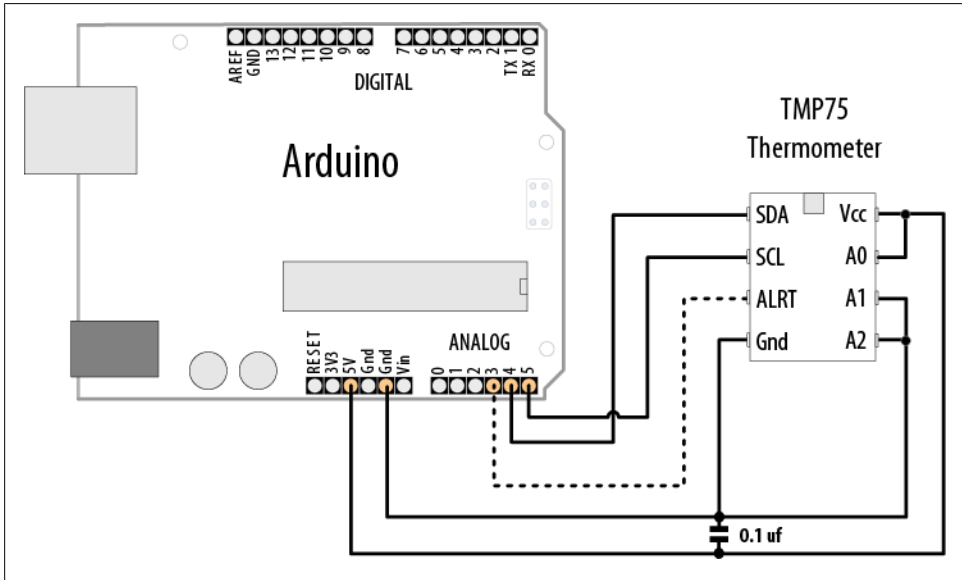 AREF
GND
13
12
11
10
9
8
7
6
5
4
3
2
TX 1
RX 0
DIGITAL
Arduino
TMP75
Thermometer
SDA
SCL
ALRT
Gnd
Vcc
A0
A1
A2
RESET
3V3
5V
Gnd
Gnd
Vin
ANALOG
0
1
2
3
4
5
0.1 uf